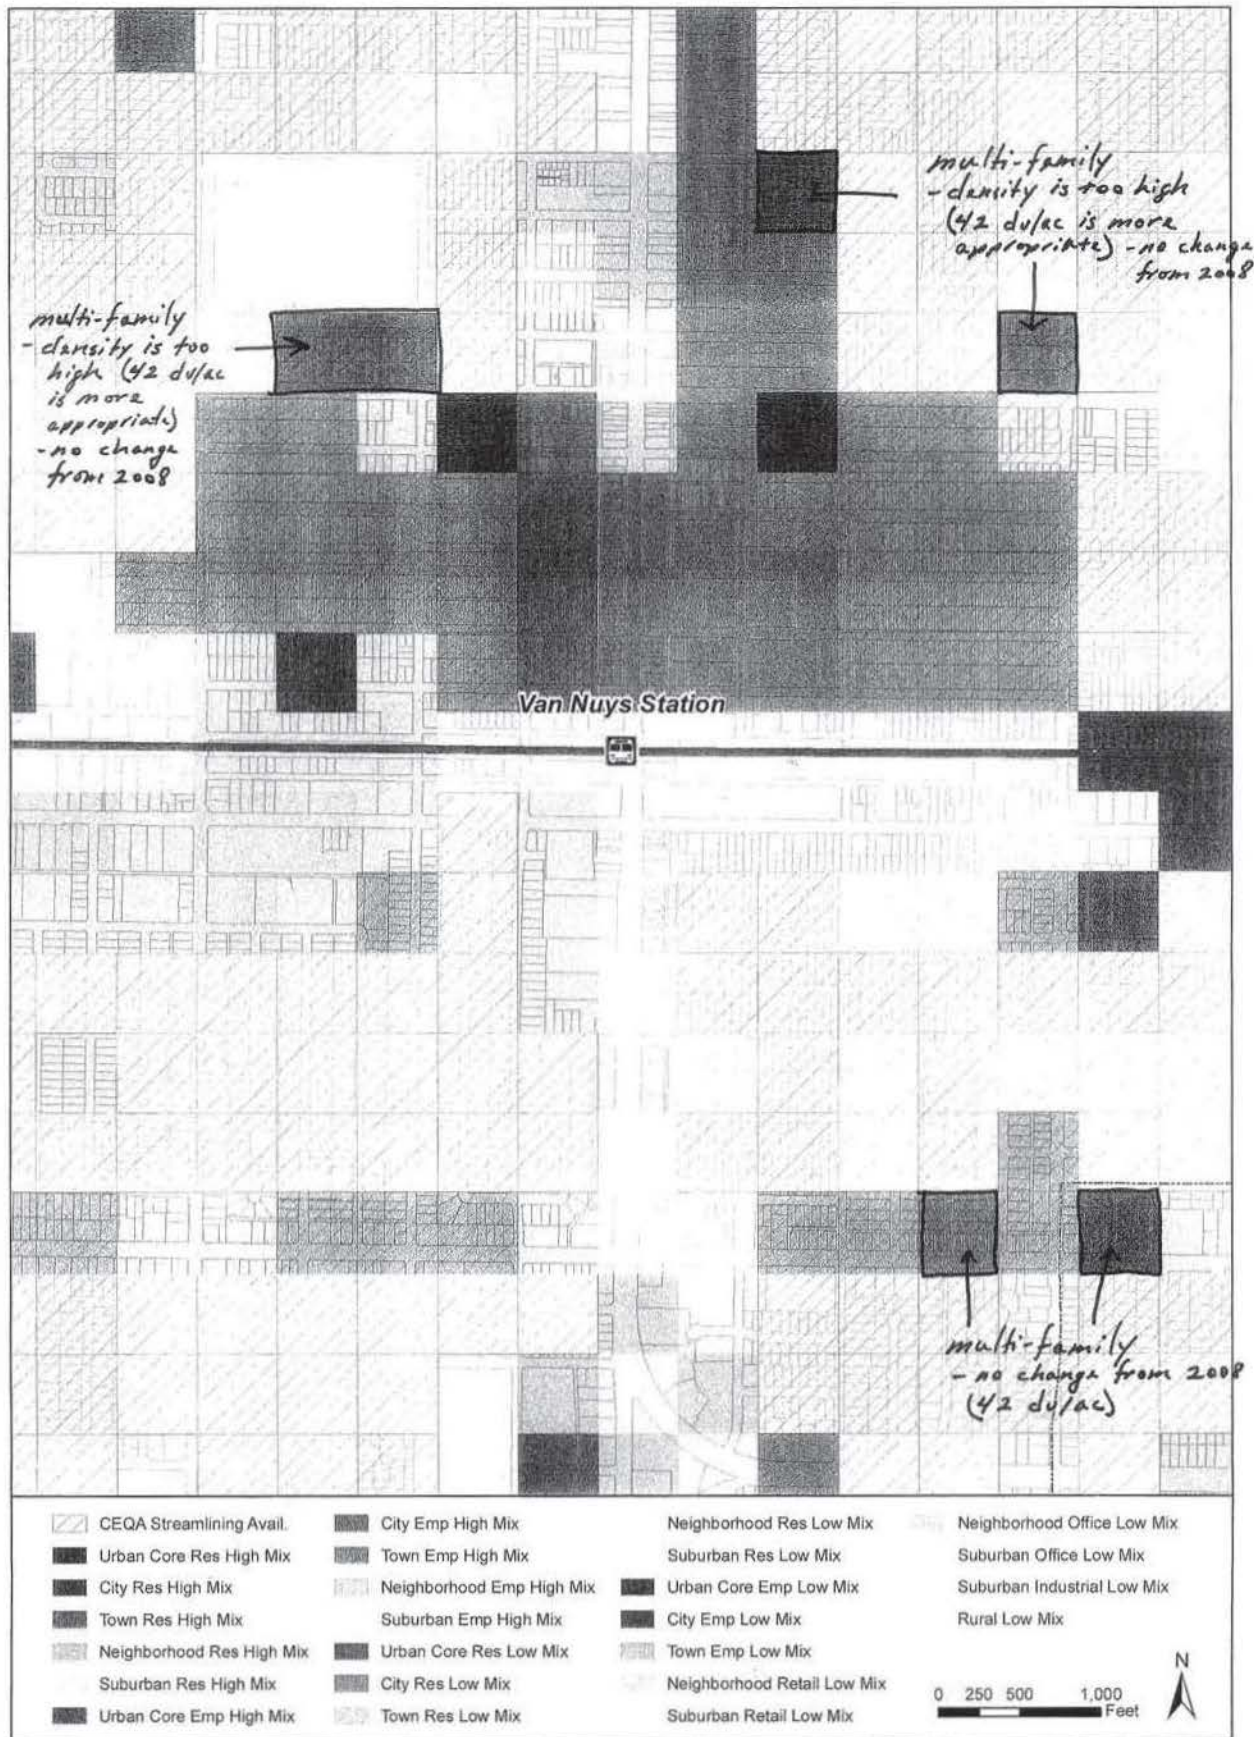 multi-family
- density is too high
(42 du/ac is more
appropriate) - no change
from 2008
multi-family
- density is too
high (42 du/ac
is more
appropriate)
- no change
from 2008
Van Nuys Station
multi-family
- no change from 2008
(42 du/ac)
CEQA Streamlining Avail.
Urban Core Res High Mix
City Res High Mix
Town Res High Mix
Neighborhood Res High Mix
Suburban Res High Mix
Urban Core Emp High Mix
City Emp High Mix
Town Emp High Mix
Neighborhood Emp High Mix
Suburban Emp High Mix
Urban Core Res Low Mix
City Res Low Mix
Town Res Low Mix
Neighborhood Res Low Mix
Suburban Res Low Mix
Urban Core Emp Low Mix
City Emp Low Mix
Town Emp Low Mix
Neighborhood Retail Low Mix
Suburban Retail Low Mix
Neighborhood Office Low Mix
Suburban Office Low Mix
Suburban Industrial Low Mix
Rural Low Mix
N
0 250 500 1,000
Feet